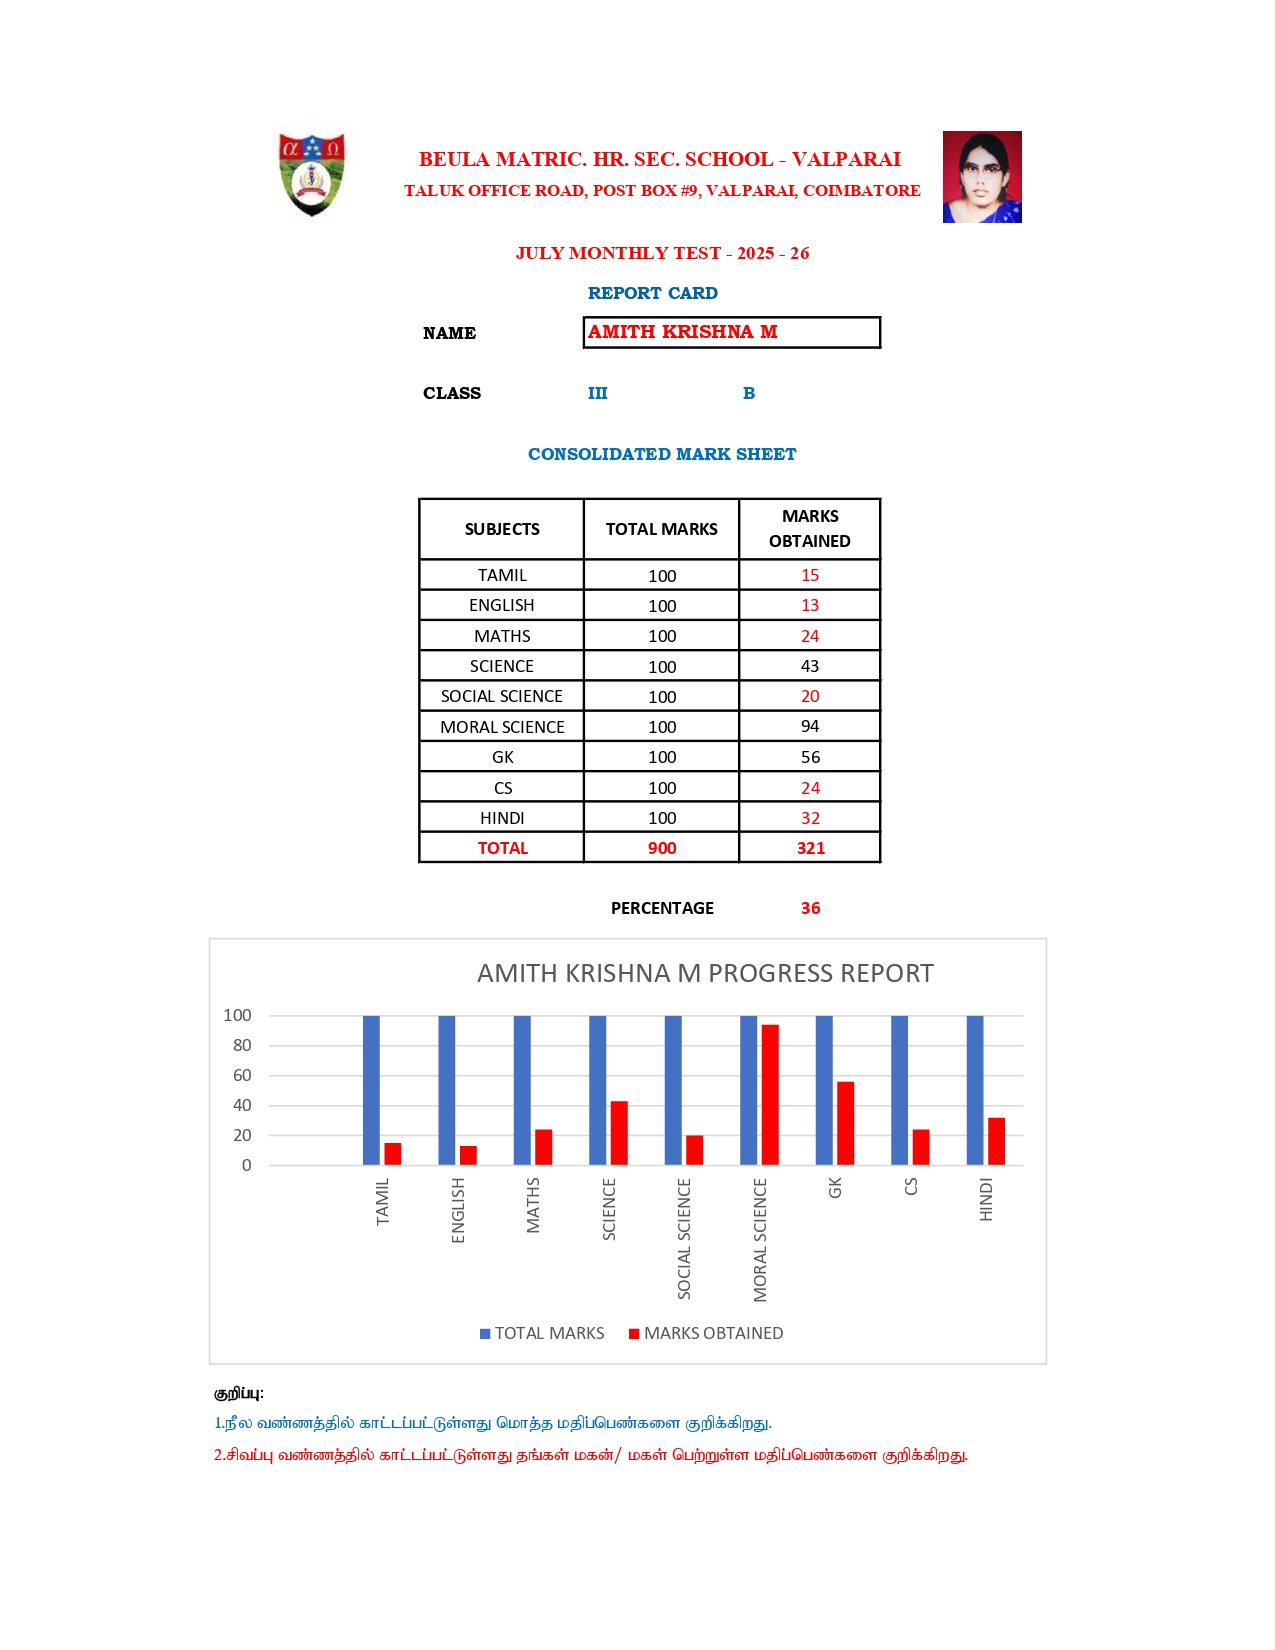 α Ω
BEULA MATRIC. HR. SEC. SCHOOL - VALPARAI
TALUK OFFICE ROAD, POST BOX #9, VALPARAI, COIMBATORE
JULY MONTHLY TEST - 2025 - 26
REPORT CARD
NAME AMITH KRISHNA M
CLASS III B
CONSOLIDATED MARK SHEET
SUBJECTS TOTAL MARKS MARKS OBTAINED
TAMIL 100 15
ENGLISH 100 13
MATHS 100 24
SCIENCE 100 43
SOCIAL SCIENCE 100 20
MORAL SCIENCE 100 94
GK 100 56
CS 100 24
HINDI 100 32
TOTAL 900 321
PERCENTAGE 36
AMITH KRISHNA M PROGRESS REPORT
100
80
60
40
20
0
TAMIL ENGLISH MATHS SCIENCE SOCIAL SCIENCE MORAL SCIENCE GK CS HINDI
TOTAL MARKS MARKS OBTAINED
குறிப்பு:
1.நீல வண்ணத்தில் காட்டப்பட்டுள்ளது மொத்த மதிப்பெண்களை குறிக்கிறது.
2.சிவப்பு வண்ணத்தில் காட்டப்பட்டுள்ளது தங்கள் மகன்/ மகள் பெற்றுள்ள மதிப்பெண்களை குறிக்கிறது.